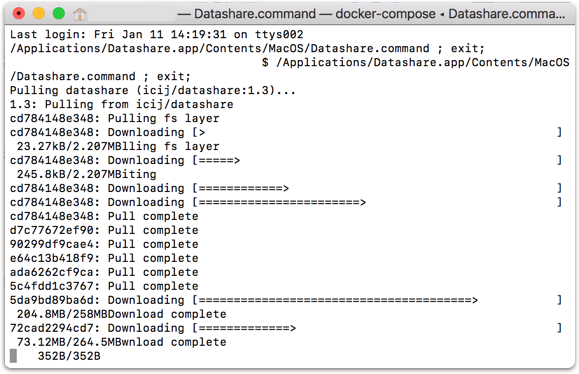 — Datashare.command — docker-compose ◂ Datashare.comma...
Last login: Fri Jan 11 14:19:31 on ttys002
/Applications/Datashare.app/Contents/MacOS/Datashare.command ; exit;
$ /Applications/Datashare.app/Contents/MacOS
/Datashare.command ; exit;
Pulling datashare (icij/datashare:1.3)...
1.3: Pulling from icij/datashare
cd784148e348: Pulling fs layer
cd784148e348: Downloading [>                                                  ]
 23.27kB/2.207MBlling fs layer
cd784148e348: Downloading [=====>                                             ]
 245.8kB/2.207MBiting
cd784148e348: Downloading [============>                                      ]
cd784148e348: Downloading [=======================>                           ]
cd784148e348: Pull complete
d7c77672ef90: Pull complete
90299df9cae4: Pull complete
e64c13b418f9: Pull complete
ada6262cf9ca: Pull complete
5c4fdd1c3767: Pull complete
5da9bd89ba6d: Downloading [=======================================>           ]
 204.8MB/258MBDownload complete
72cad2294cd7: Downloading [=============>                                     ]
 73.12MB/264.5MBwnload complete
    352B/352B